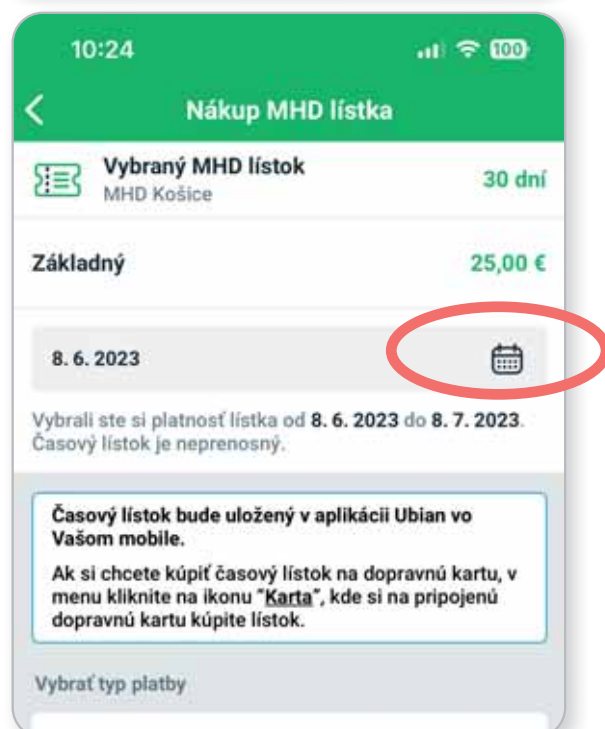 10:24
100
Nákup MHD lístka
Vybraný MHD lístok
MHD Košice
30 dní
Základný
25,00 €
8. 6. 2023
Vybrali ste si platnosť lístka od 8. 6. 2023 do 8. 7. 2023.
Časový lístok je neprenosný.
Časový lístok bude uložený v aplikácii Ubian vo
Vašom mobile.
Ak si chcete kúpiť časový lístok na dopravnú kartu, v
menu kliknite na ikonu "Karta", kde si na pripojenú
dopravnú kartu kúpite lístok.
Vybrať typ platby